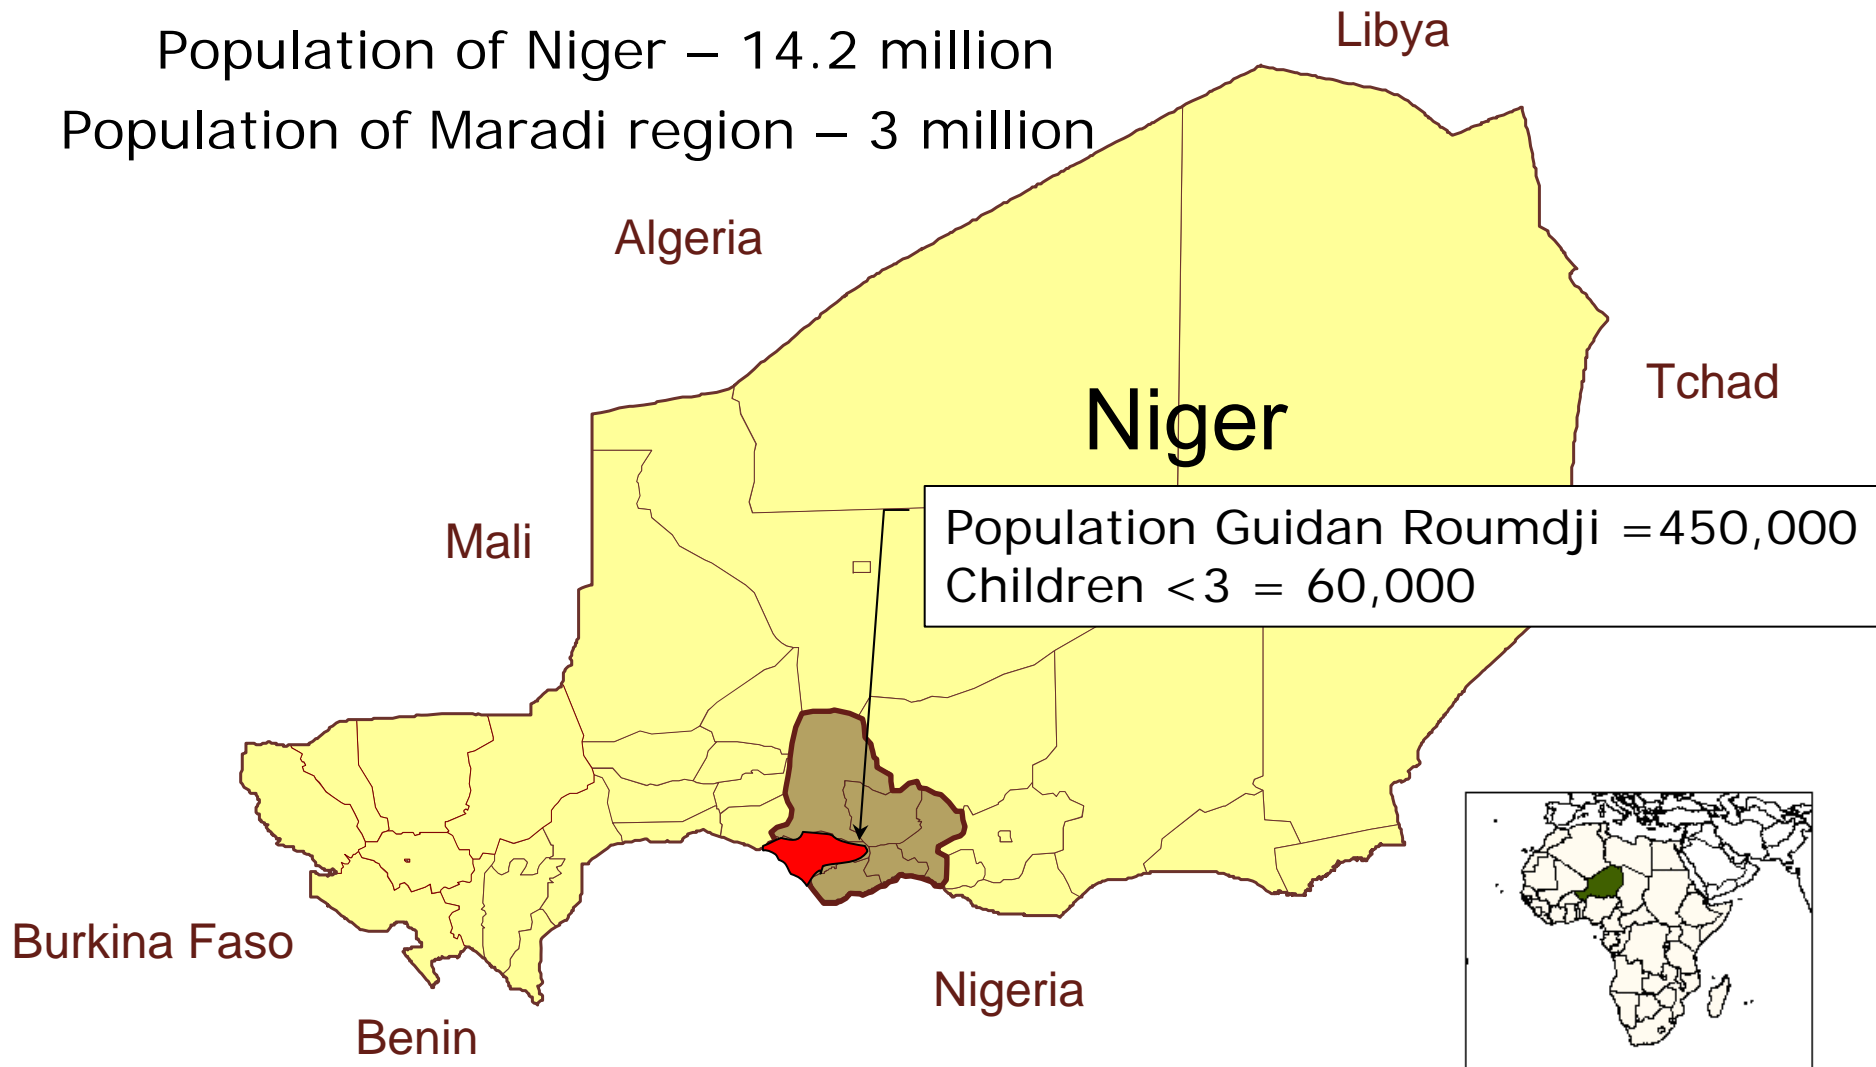 Population of Niger – 14.2 million
Population of Maradi region – 3 million
Libya
Algeria
Tchad
Niger
Mali
Population Guidan Roumdji =450,000
Children <3 = 60,000
Burkina Faso
Nigeria
Benin